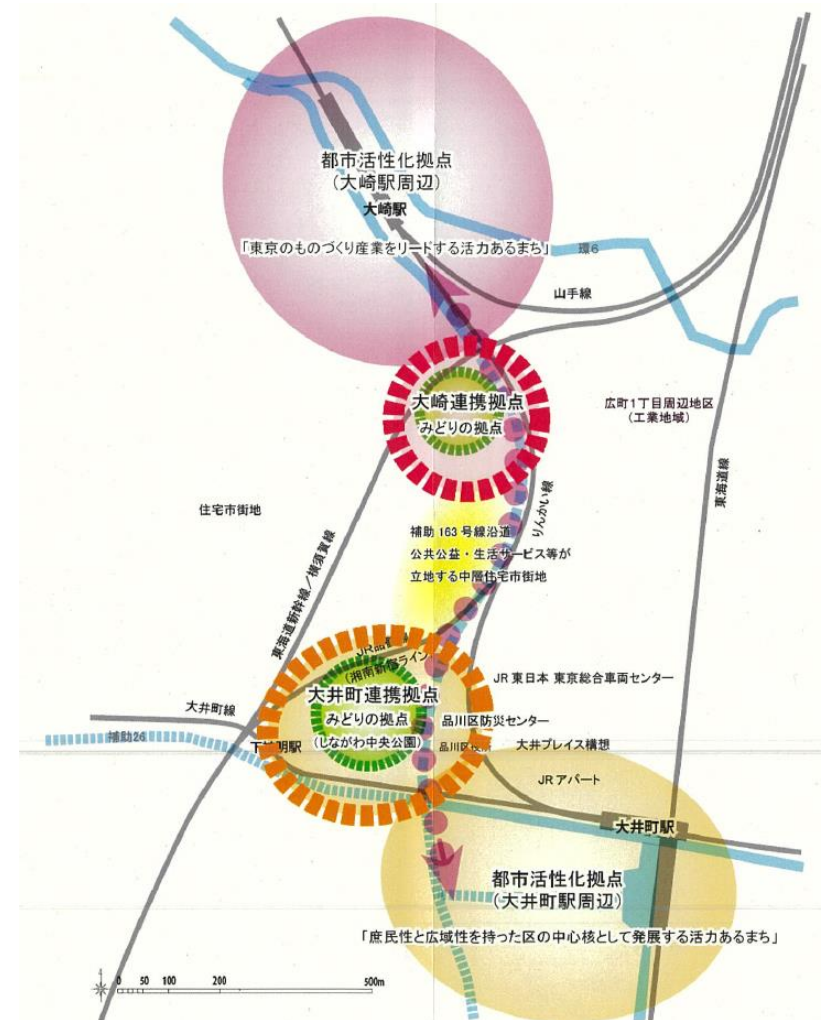 都市活性化拠点
(大崎駅周辺)
大崎駅
「東京のものづくり産業をリードする活力あるまち」
環6
山手線
大崎連携拠点
みどりの拠点
広町1丁目周辺地区
(工業地域)
東海道線
りんかい線
住宅市街地
補助163号線沿道
公共公益・生活サービス等が
立地する中層住宅市街地
東海道新幹線/横須賀線
JR品
(湘南新宿ライン
JR東日本 東京総合車両センター
大井町連携拠点
みどりの拠点
(しながわ中央公園)
大井町線
補助26
品川区防災センター
品川区役所
大井プレイス構想
下神明駅
JRアパート
大井町駅
都市活性化拠点
(大井町駅周辺)
「庶民性と広域性を持った区の中心核として発展する活力あるまち」
0 50 100 200 500m